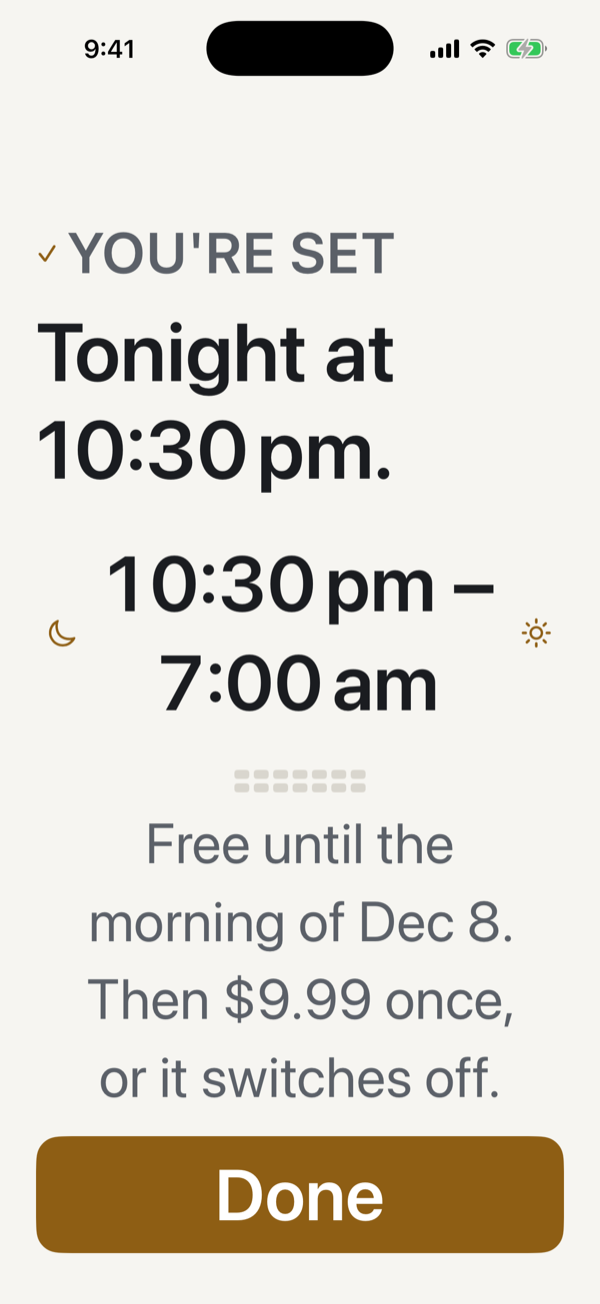 9:41
YOU'RE SET
Tonight at
10:30 pm.
10:30 pm –
7:00 am
Free until the
morning of Dec 8.
Then $9.99 once,
or it switches off.
Done